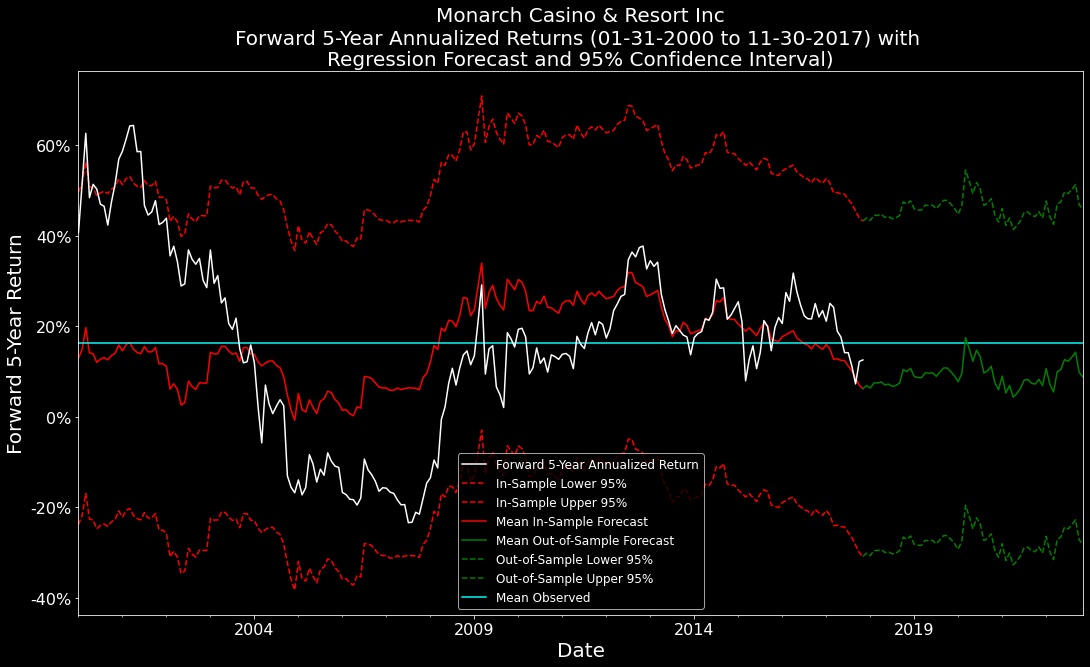 Monarch Casino & Resort Inc
Forward 5-Year Annualized Returns (01-31-2000 to 11-30-2017) with
Regression Forecast and 95% Confidence Interval)
Forward 5-Year Return
60%
40%
20%
0%
-20%
-40%
Forward 5-Year Annualized Return
In-Sample Lower 95%
In-Sample Upper 95%
Mean In-Sample Forecast
Mean Out-of-Sample Forecast
Out-of-Sample Lower 95%
Out-of-Sample Upper 95%
Mean Observed
2004
2009
2014
2019
Date